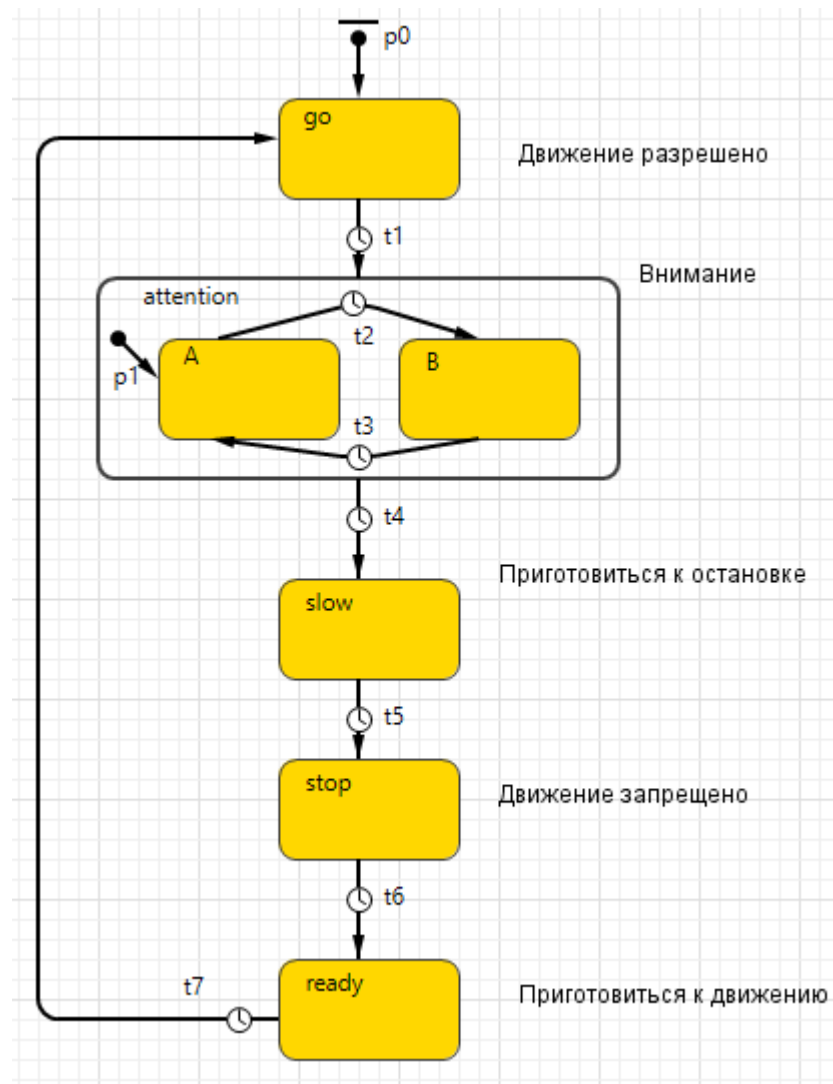 p0
go
Движение разрешено
t1
Внимание
attention
t2
p1
A
B
t3
t4
Приготовиться к остановке
slow
t5
stop
Движение запрещено
t6
t7
ready
Приготовиться к движению